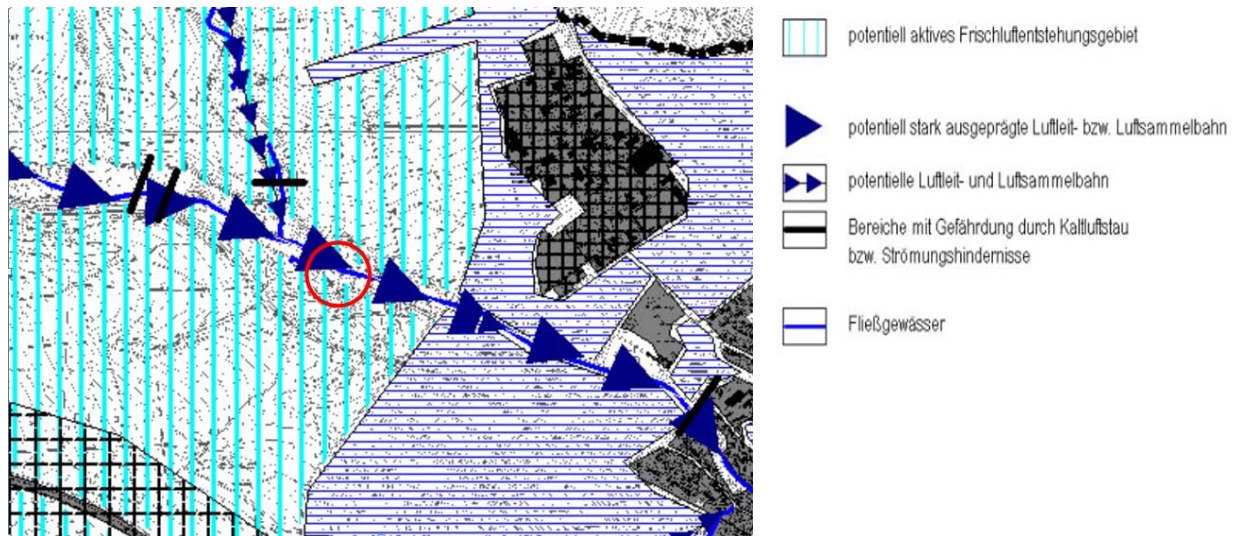 potentiell aktives Frischluftentstehungsgebiet
potentiell stark ausgeprägte Luftleit- bzw. Luftsammelbahn
potentielle Luftleit- und Luftsammelbahn
Bereiche mit Gefährdung durch Kaltluftstau
bzw. Strömungshindernisse
Fließgewässer